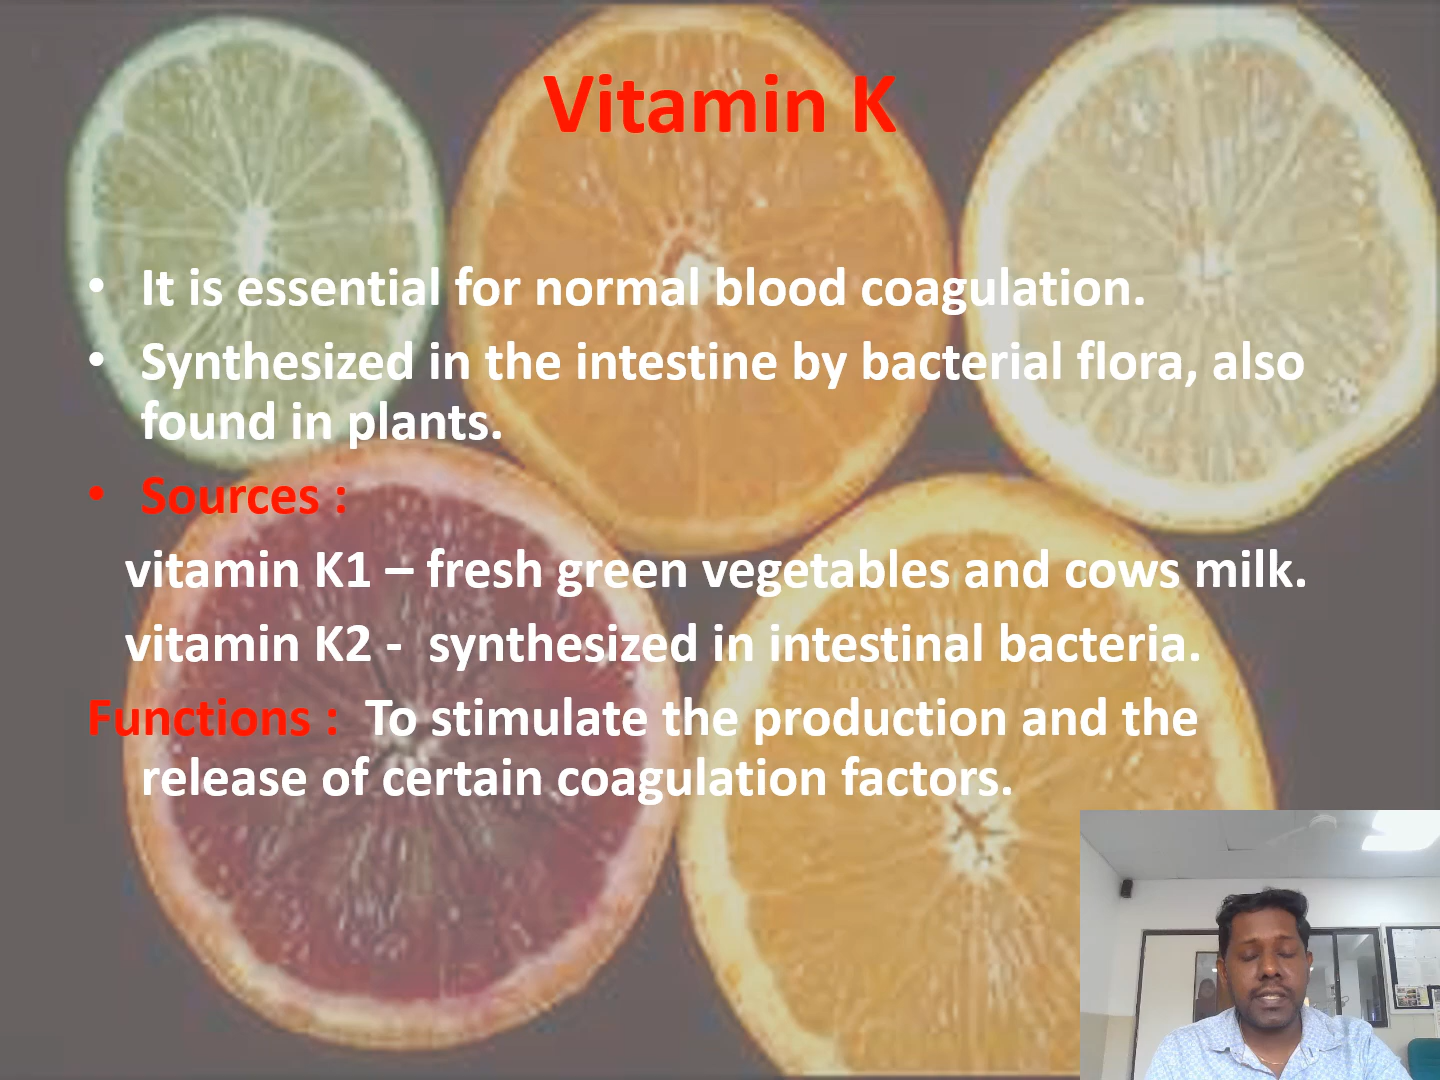 Vitamin K
• It is essential for normal blood coagulation.
• Synthesized in the intestine by bacterial flora, also
found in plants.
• Sources :
vitamin K1 – fresh green vegetables and cows milk.
vitamin K2 -  synthesized in intestinal bacteria.
Functions :  To stimulate the production and the
release of certain coagulation factors.